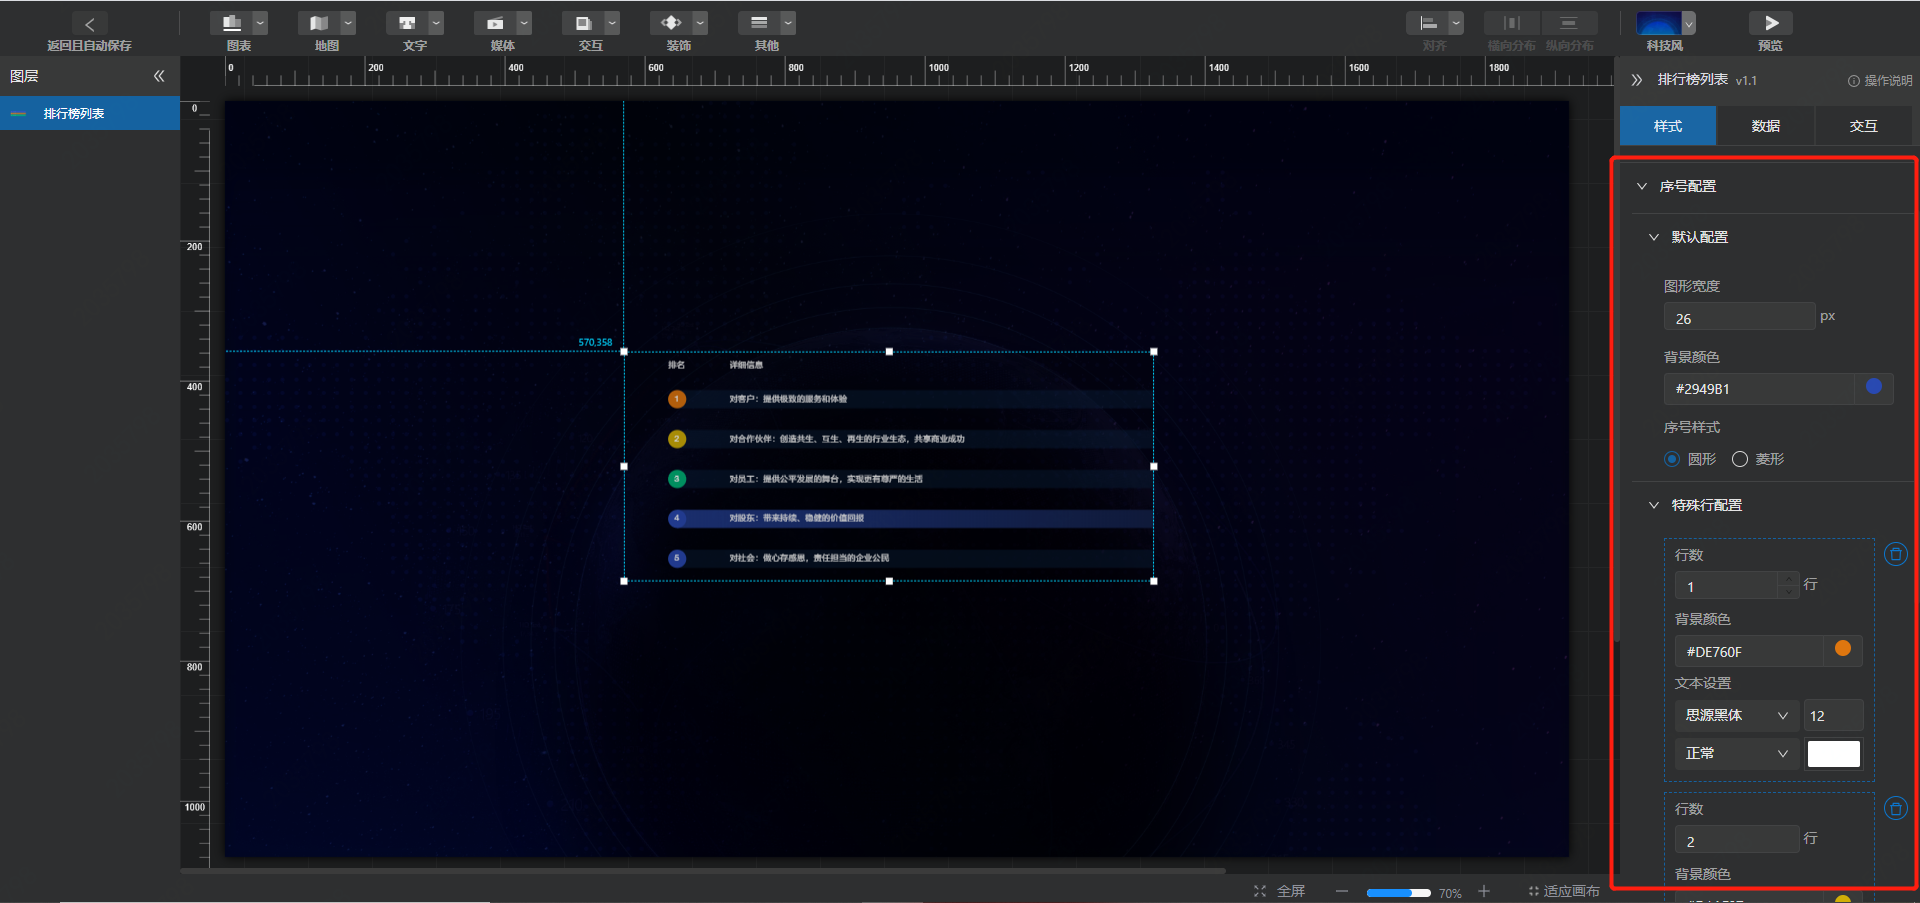 返回且自动保存
图表
地图
文字
媒体
交互
装饰
其他
对齐
横向分布
纵向分布
科技风
预览
图层
排行榜列表
0
200
400
600
800
1000
1200
1400
1600
1800
0
200
400
600
800
1000
570,358
排名 详细信息
1 对客户：提供极致的服务和体验
2 对合作伙伴：创造共生、互生、再生的行业生态，共享商业成功
3 对员工：提供公平发展的舞台，实现更有尊严的生活
4 对股东：带来持续、稳健的价值回报
5 对社会：做心存感恩，责任担当的企业公民
全屏
70%
适应画布
排行榜列表 v1.1
操作说明
样式
数据
交互
序号配置
默认配置
图形宽度
26 px
背景颜色
#2949B1
序号样式
圆形 菱形
特殊行配置
行数
1 行
背景颜色
#DE760F
文本设置
思源黑体 12
正常
行数
2 行
背景颜色